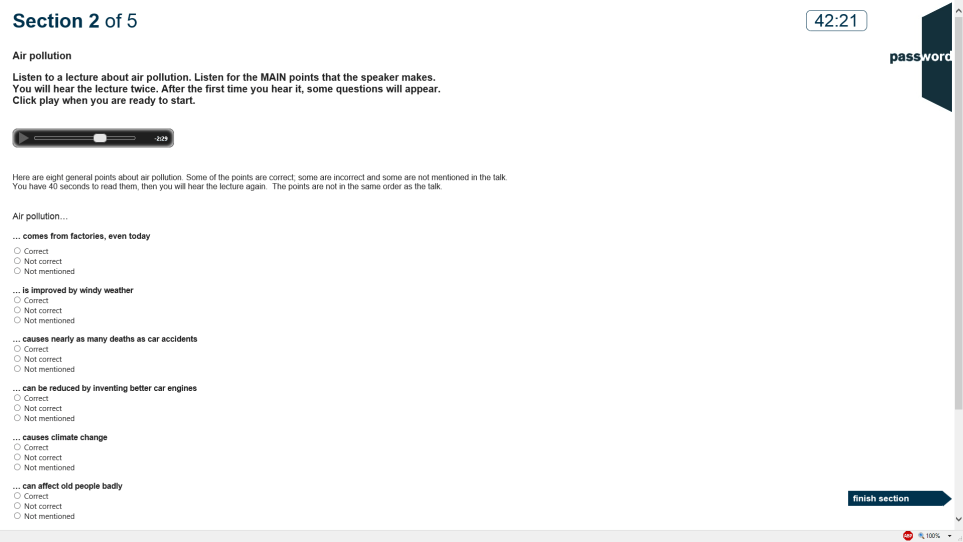 Section 2 of 5
42:21
password
Air pollution
Listen to a lecture about air pollution. Listen for the MAIN points that the speaker makes.
You will hear the lecture twice. After the first time you hear it, some questions will appear.
Click play when you are ready to start.
-2:29
Here are eight general points about air pollution. Some of the points are correct; some are incorrect and some are not mentioned in the talk.
You have 40 seconds to read them, then you will hear the lecture again. The points are not in the same order as the talk.
Air pollution…
… comes from factories, even today
Correct
Not correct
Not mentioned
… is improved by windy weather
Correct
Not correct
Not mentioned
… causes nearly as many deaths as car accidents
Correct
Not correct
Not mentioned
… can be reduced by inventing better car engines
Correct
Not correct
Not mentioned
… causes climate change
Correct
Not correct
Not mentioned
… can affect old people badly
Correct
Not correct
Not mentioned
finish section
ABP 100%